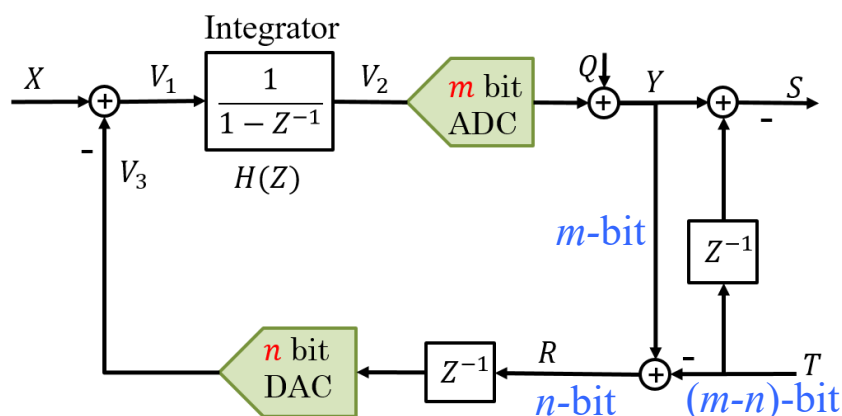 Integrator
X
V₁
1
1 − Z⁻¹
H(Z)
V₂
m bit
ADC
Q
Y
S
-
-
V₃
m-bit
Z⁻¹
n bit
DAC
Z⁻¹
R
n-bit
-
T
(m-n)-bit
+
+
+
+